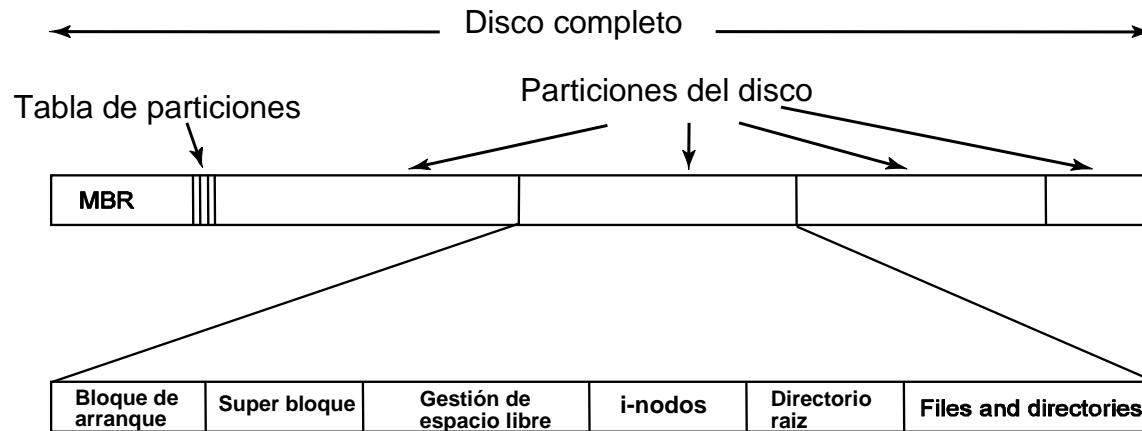 Disco completo
Tabla de particiones
Particiones del disco
MBR
Bloque de
arranque
Super bloque
Gestión de
espacio libre
i-nodos
Directorio
raiz
Files and directories